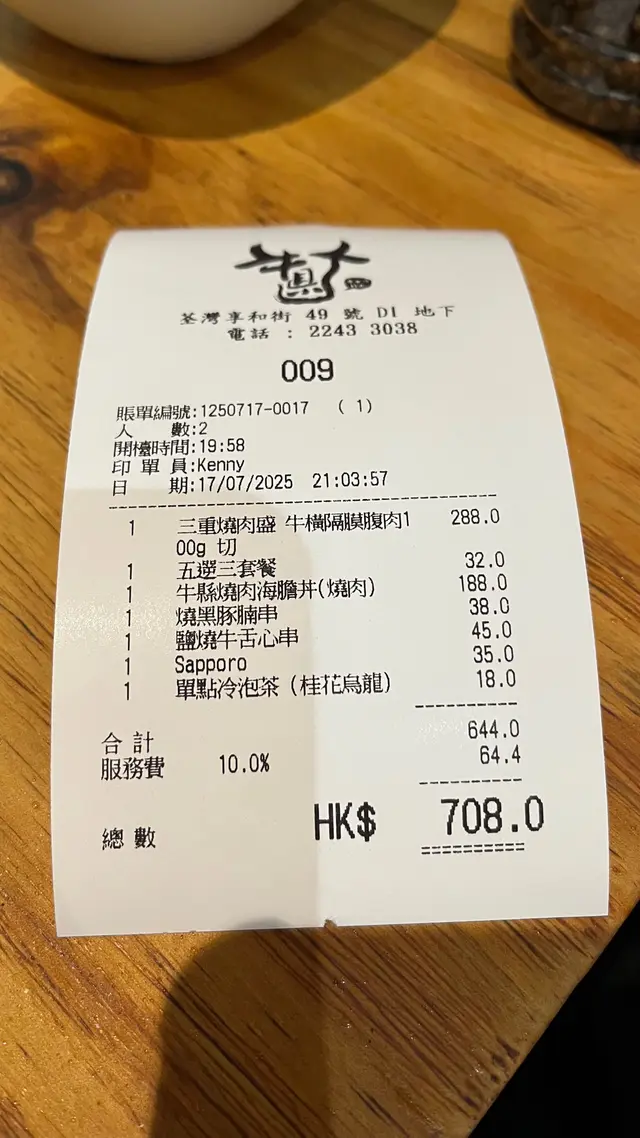 牛縣
荃灣享和街 49 號 D1 地下
電話 : 2243 3038
009
賬單編號:1250717-0017 ( 1)
人 數:2
開檯時間:19:58
印 單 員:Kenny
日 期:17/07/2025 21:03:57
1 三重燒肉盛 牛橫隔膜腹肉1 288.0
00g 切
1 五選三套餐 32.0
1 牛縣燒肉海膽丼(燒肉) 188.0
1 燒黑豚腩串 38.0
1 鹽燒牛舌心串 45.0
1 Sapporo 35.0
1 單點冷泡茶 (桂花烏龍) 18.0
合 計 644.0
服務費 10.0% 64.4
總 數 HK$ 708.0